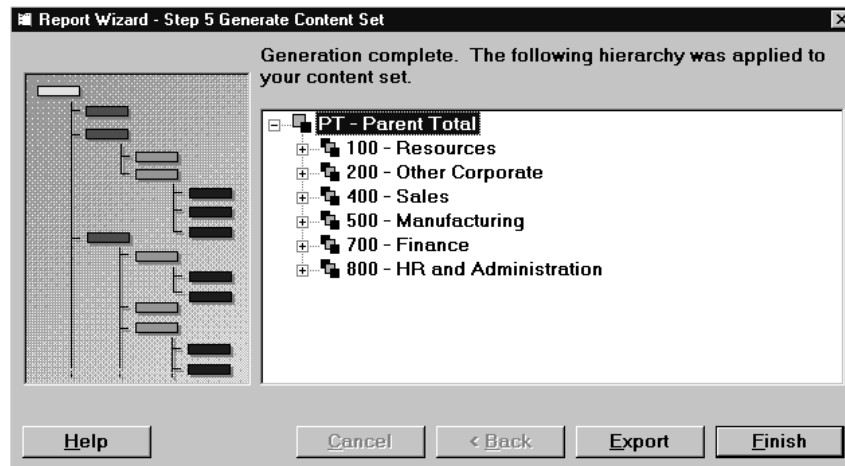 Report Wizard - Step 5 Generate Content Set
Generation complete. The following hierarchy was applied to
your content set.
PT - Parent Total
100 - Resources
200 - Other Corporate
400 - Sales
500 - Manufacturing
700 - Finance
800 - HR and Administration
Help
Cancel
< Back
Export
Finish